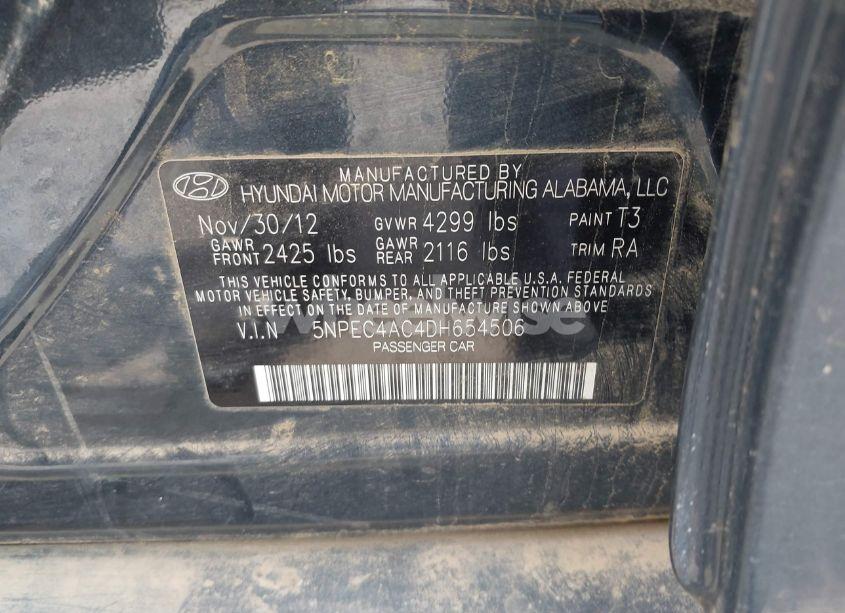 MANUFACTURED BY
HYUNDAI MOTOR MANUFACTURING ALABAMA, LLC
Nov/30/12 GVWR 4299 lbs PAINT T3
GAWR FRONT 2425 lbs GAWR REAR 2116 lbs TRIM RA
THIS VEHICLE CONFORMS TO ALL APPLICABLE U.S.A. FEDERAL
MOTOR VEHICLE SAFETY, BUMPER, AND THEFT PREVENTION STANDARDS
IN EFFECT ON THE DATE OF MANUFACTURE SHOWN ABOVE
V.I.N 5NPEC4AC4DH654506
PASSENGER CAR